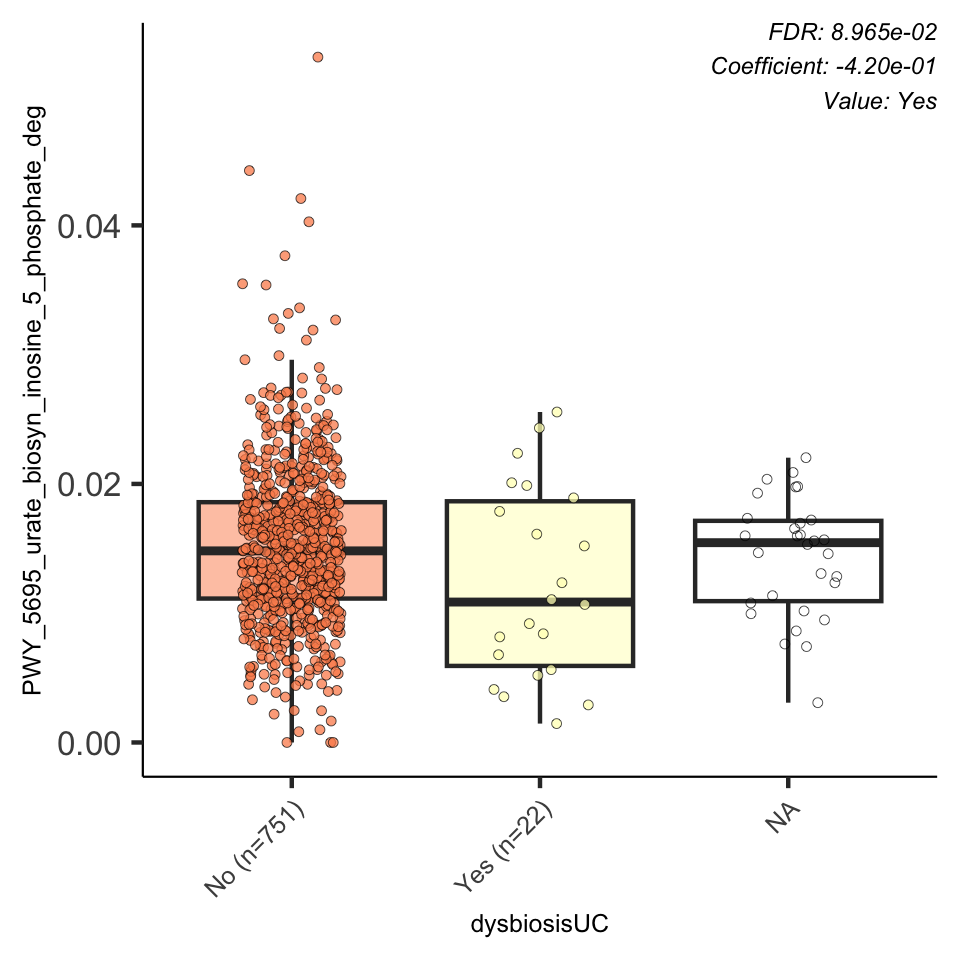 FDR: 8.965e-02
Coefficient: -4.20e-01
Value: Yes
PWY_5695_urate_biosyn_inosine_5_phosphate_deg
0.04
0.02
0.00
No (n=751)
Yes (n=22)
NA
dysbiosisUC